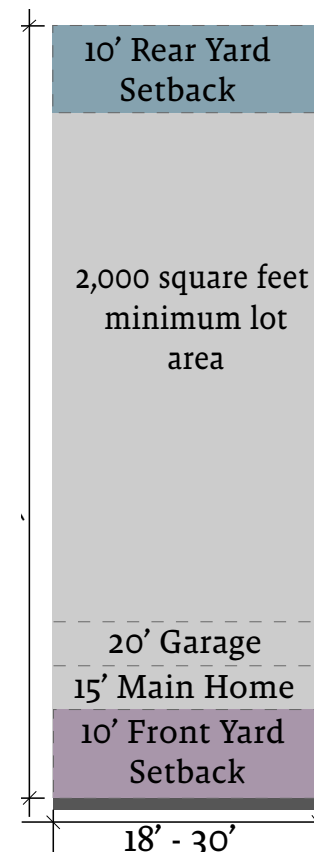 10’ Rear Yard
Setback
2,000 square feet
minimum lot
area
20’ Garage
15’ Main Home
10’ Front Yard
Setback
18’ - 30’